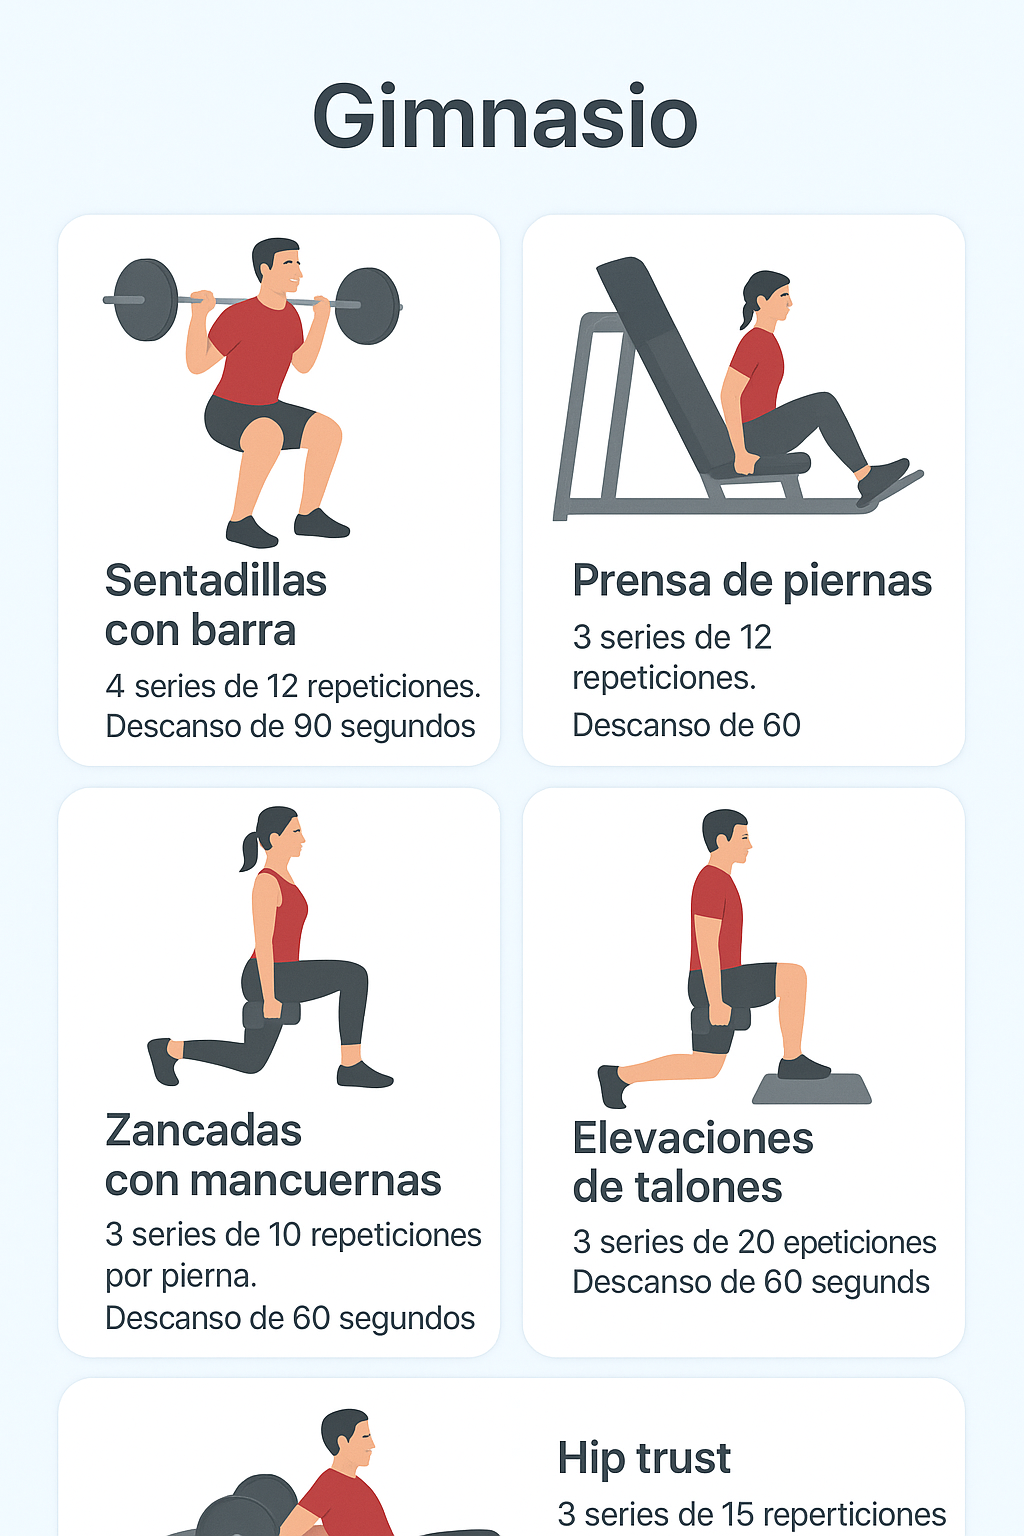 Gimnasio
Sentadillas
con barra
4 series de 12 repeticiones.
Descanso de 90 segundos
Prensa de piernas
3 series de 12
repeticiones.
Descanso de 60
Zancadas
con mancuernas
3 series de 10 repeticiones
por pierna.
Descanso de 60 segundos
Elevaciones
de talones
3 series de 20 epeticiones
Descanso de 60 segunds
Hip trust
3 series de 15 reperticiones